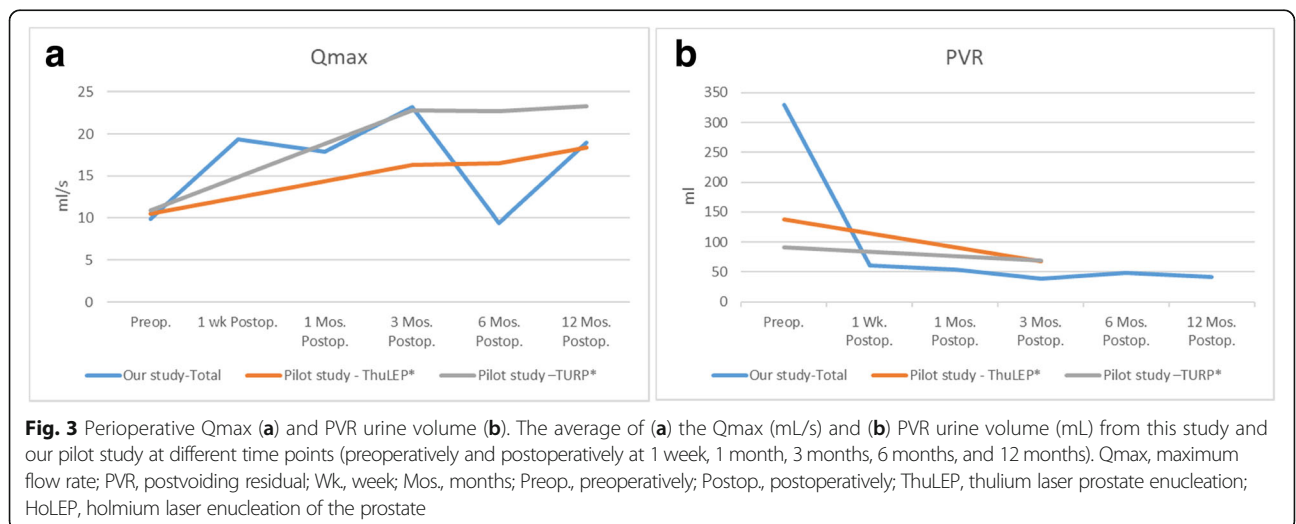 a
Qmax
ml/s
25
20
15
10
5
0
Preop.
1 wk Postop.
1 Mos.
Postop.
3 Mos.
Postop.
6 Mos.
Postop.
12 Mos.
Postop.
Our study-Total
Pilot study - ThuLEP*
Pilot study –TURP*
b
PVR
ml
350
300
250
200
150
100
50
0
Preop.
1 Wk.
Postop.
1 Mos.
Postop.
3 Mos.
Postop.
6 Mos.
Postop.
12 Mos.
Postop.
Our study-Total
Pilot study - ThuLEP*
Pilot study –TURP*
Fig. 3 Perioperative Qmax (a) and PVR urine volume (b). The average of (a) the Qmax (mL/s) and (b) PVR urine volume (mL) from this study and
our pilot study at different time points (preoperatively and postoperatively at 1 week, 1 month, 3 months, 6 months, and 12 months). Qmax, maximum
flow rate; PVR, postvoiding residual; Wk., week; Mos., months; Preop., preoperatively; Postop., postoperatively; ThuLEP, thulium laser prostate enucleation;
HoLEP, holmium laser enucleation of the prostate